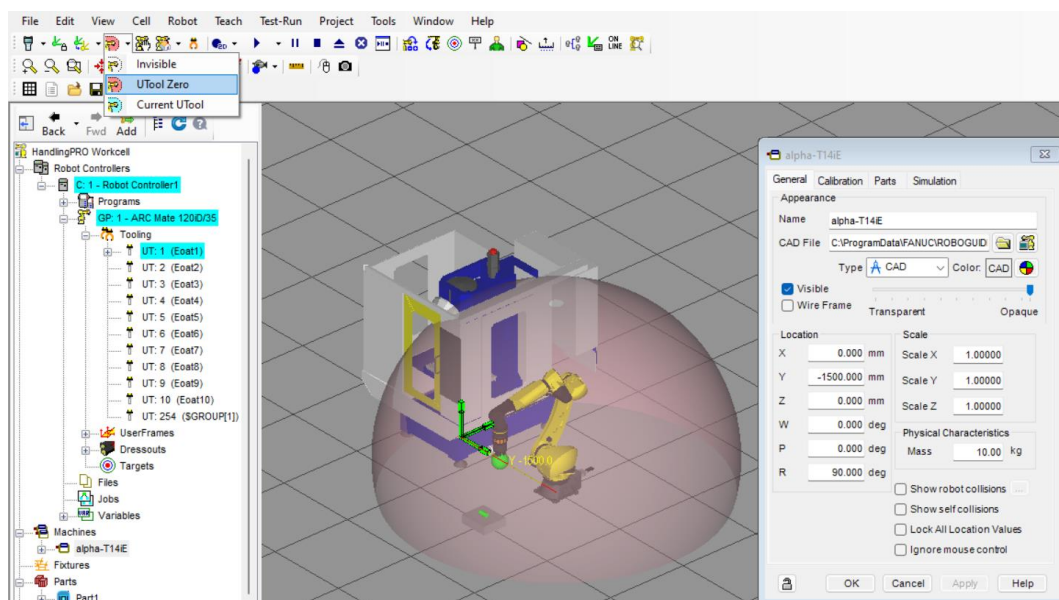 File Edit View Cell Robot Teach Test-Run Project Tools Window Help
ON
LINE
Invisible
UTool Zero
Current UTool
Back Fwd Add
HandlingPRO Workcell
Robot Controllers
C: 1 - Robot Controller1
Programs
GP: 1 - ARC Mate 120iD/35
Tooling
UT: 1 (Eoat1)
UT: 2 (Eoat2)
UT: 3 (Eoat3)
UT: 4 (Eoat4)
UT: 5 (Eoat5)
UT: 6 (Eoat6)
UT: 7 (Eoat7)
UT: 8 (Eoat8)
UT: 9 (Eoat9)
UT: 10 (Eoat10)
UT: 254 ($GROUP[1])
UserFrames
Dressouts
Targets
Files
Jobs
Variables
Machines
alpha-T14iE
Fixtures
Parts
Part1
Y -1500.0
alpha-T14iE
General Calibration Parts Simulation
Appearance
Name alpha-T14iE
CAD File C:\ProgramData\FANUC\ROBOGUID
Type CAD Color: CAD
Visible
Wire Frame
Transparent Opaque
Location
X 0.000 mm
Y -1500.000 mm
Z 0.000 mm
W 0.000 deg
P 0.000 deg
R 90.000 deg
Scale
Scale X 1.00000
Scale Y 1.00000
Scale Z 1.00000
Physical Characteristics
Mass 10.00 kg
Show robot collisions ...
Show self collisions
Lock All Location Values
Ignore mouse control
OK Cancel Apply Help